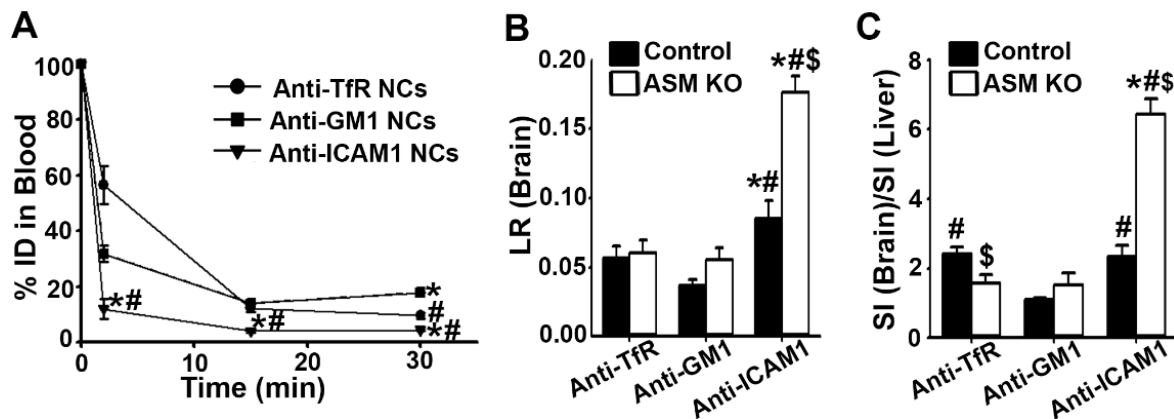 A
% ID in Blood
100
80
60
40
20
0
Anti-TfR NCs
Anti-GM1 NCs
Anti-ICAM1 NCs
*#
*#
*
#
*#
0 10 20 30
Time (min)
B
LR (Brain)
0.20
0.15
0.10
0.05
0.00
Control
ASM KO
*#
*#$
Anti-TfR Anti-GM1 Anti-ICAM1
C
SI (Brain)/SI (Liver)
8
6
4
2
0
Control
ASM KO
#
$
#
*#$
Anti-TfR Anti-GM1 Anti-ICAM1